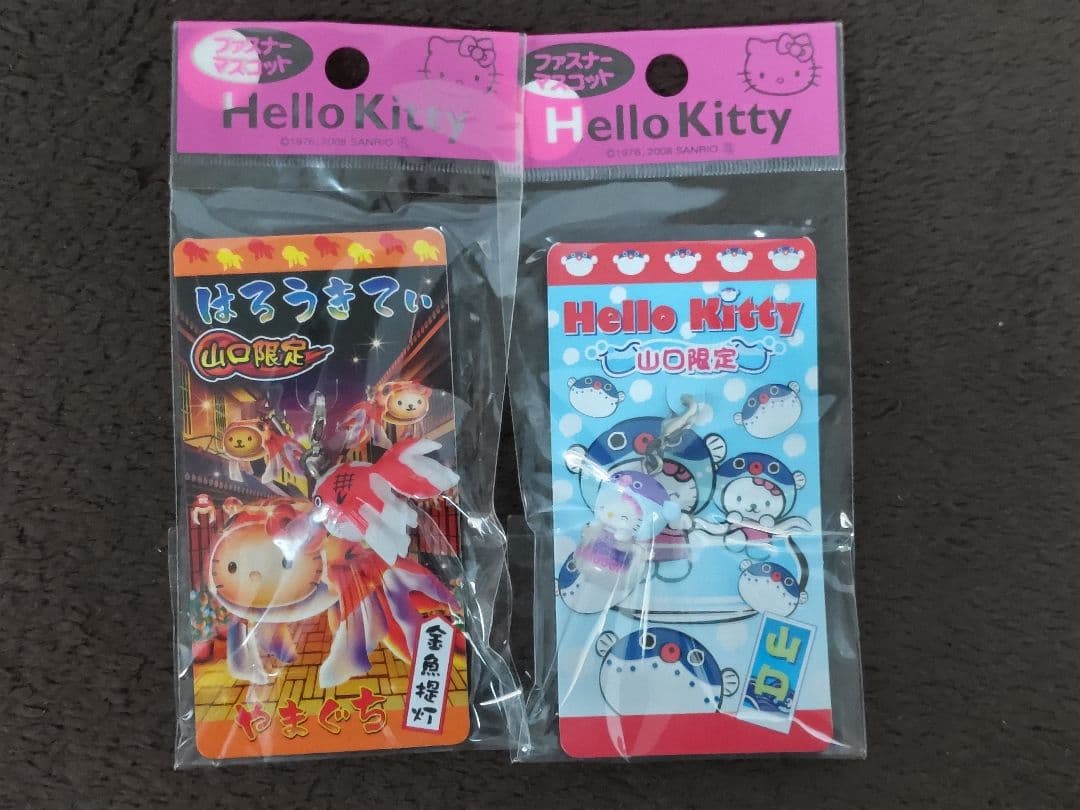 ファスナー
マスコット
Hello Kitty
©1976, 2008 SANRIO
はろうきてぃ
山口限定
金魚提灯
やまぐち
ファスナー
マスコット
Hello Kitty
©1976, 2008 SANRIO
Hello Kitty
山口限定
山口